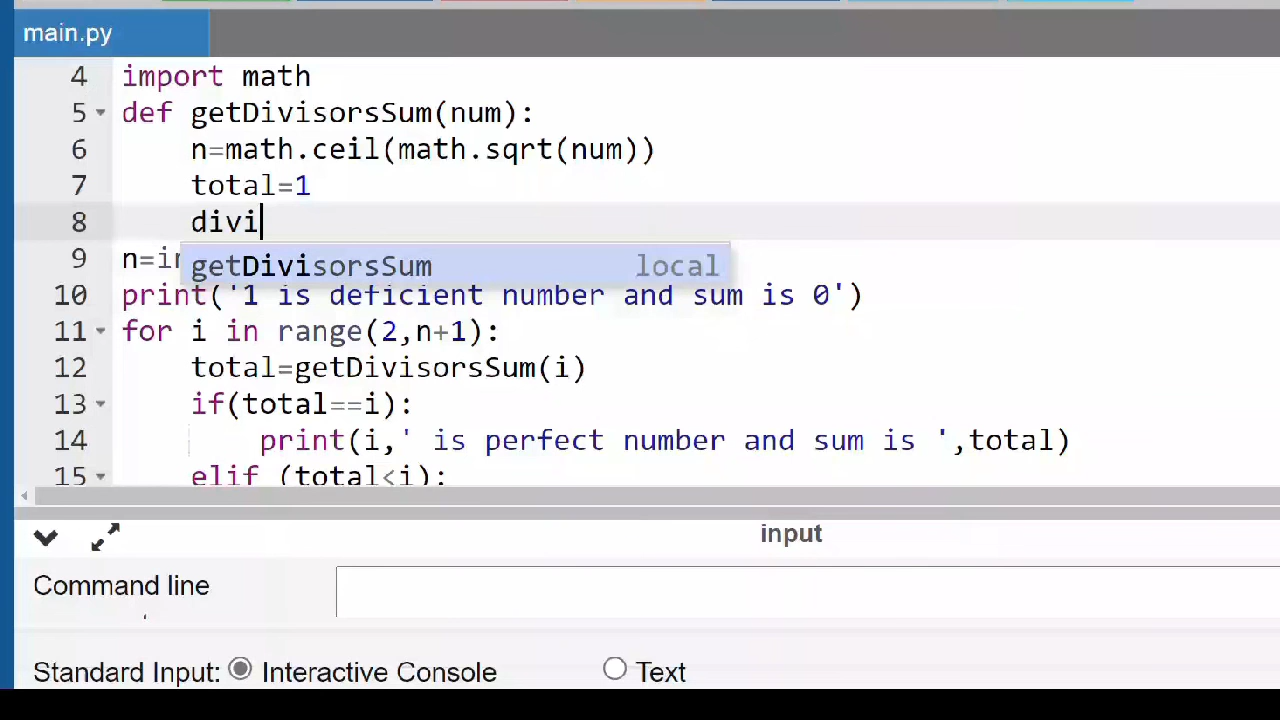 main.py
4 import math
5 def getDivisorsSum(num):
6 n=math.ceil(math.sqrt(num))
7 total=1
8 divi
getDivisorsSum local
9 n=in
10 print('1 is deficient number and sum is 0')
11 for i in range(2,n+1):
12 total=getDivisorsSum(i)
13 if(total==i):
14 print(i,' is perfect number and sum is ',total)
15 elif (total<i):
input
Command line
Standard Input: Interactive Console Text